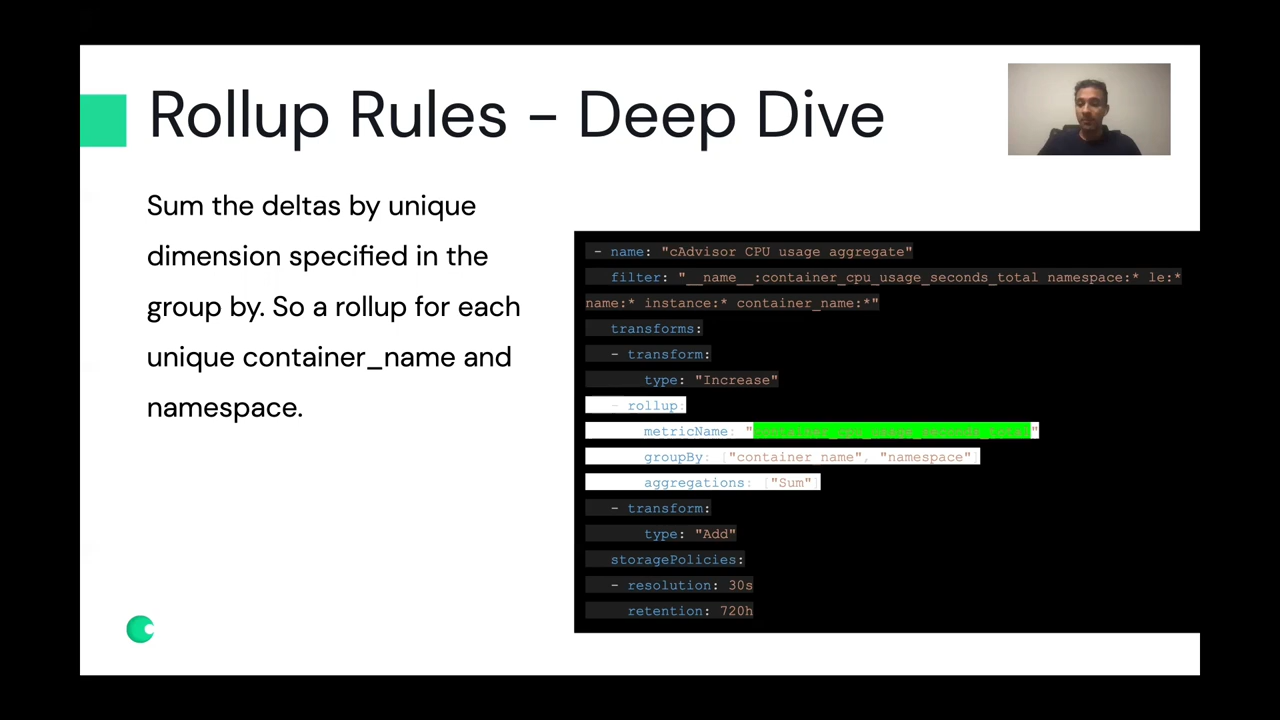 Rollup Rules - Deep Dive
Sum the deltas by unique
dimension specified in the
group by. So a rollup for each
unique container_name and
namespace.
- name: "cAdvisor CPU usage aggregate"
filter: "__name__:container_cpu_usage_seconds_total namespace:* le:*
name:* instance:* container_name:*"
transforms:
- transform:
type: "Increase"
- rollup:
metricName: "container_cpu_usage_seconds_total"
groupBy: ["container_name", "namespace"]
aggregations: ["Sum"]
- transform:
type: "Add"
storagePolicies:
- resolution: 30s
retention: 720h